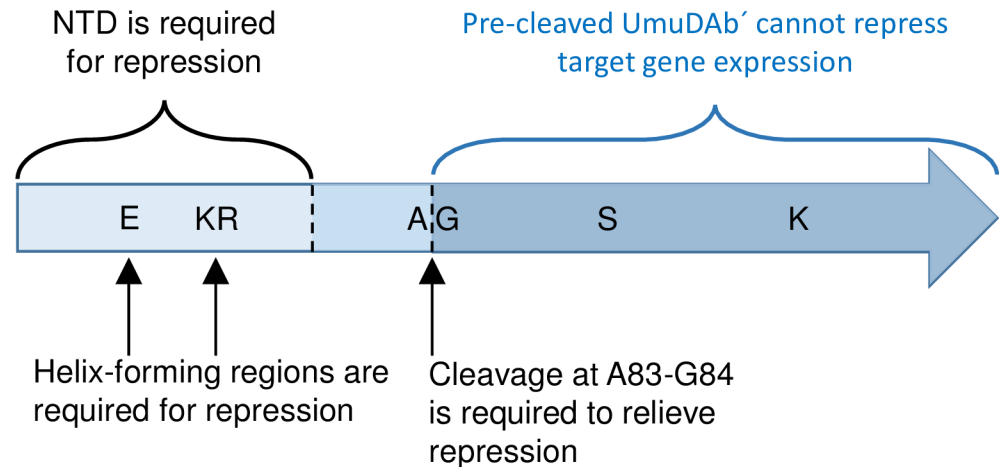 NTD is required
for repression
Pre-cleaved UmuDAb´ cannot repress
target gene expression
E KR A G S K
Helix-forming regions are
required for repression
Cleavage at A83-G84
is required to relieve
repression